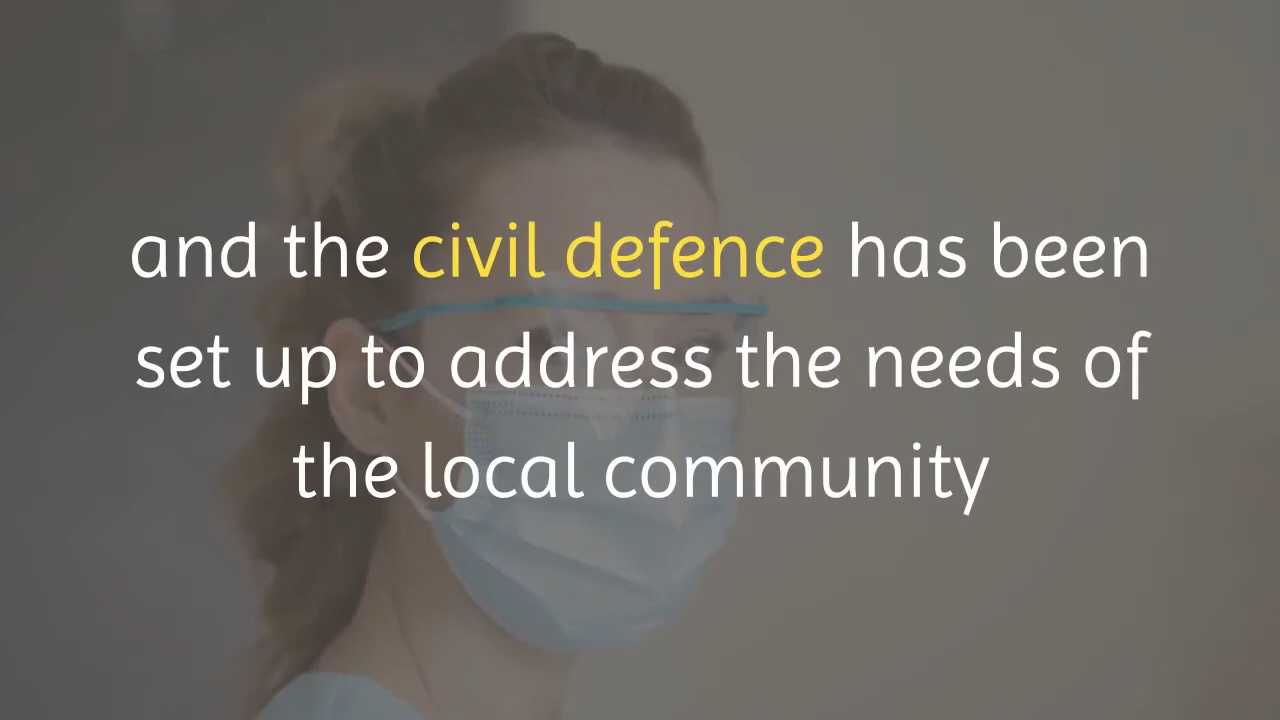 and the civil defence has been
set up to address the needs of
the local community